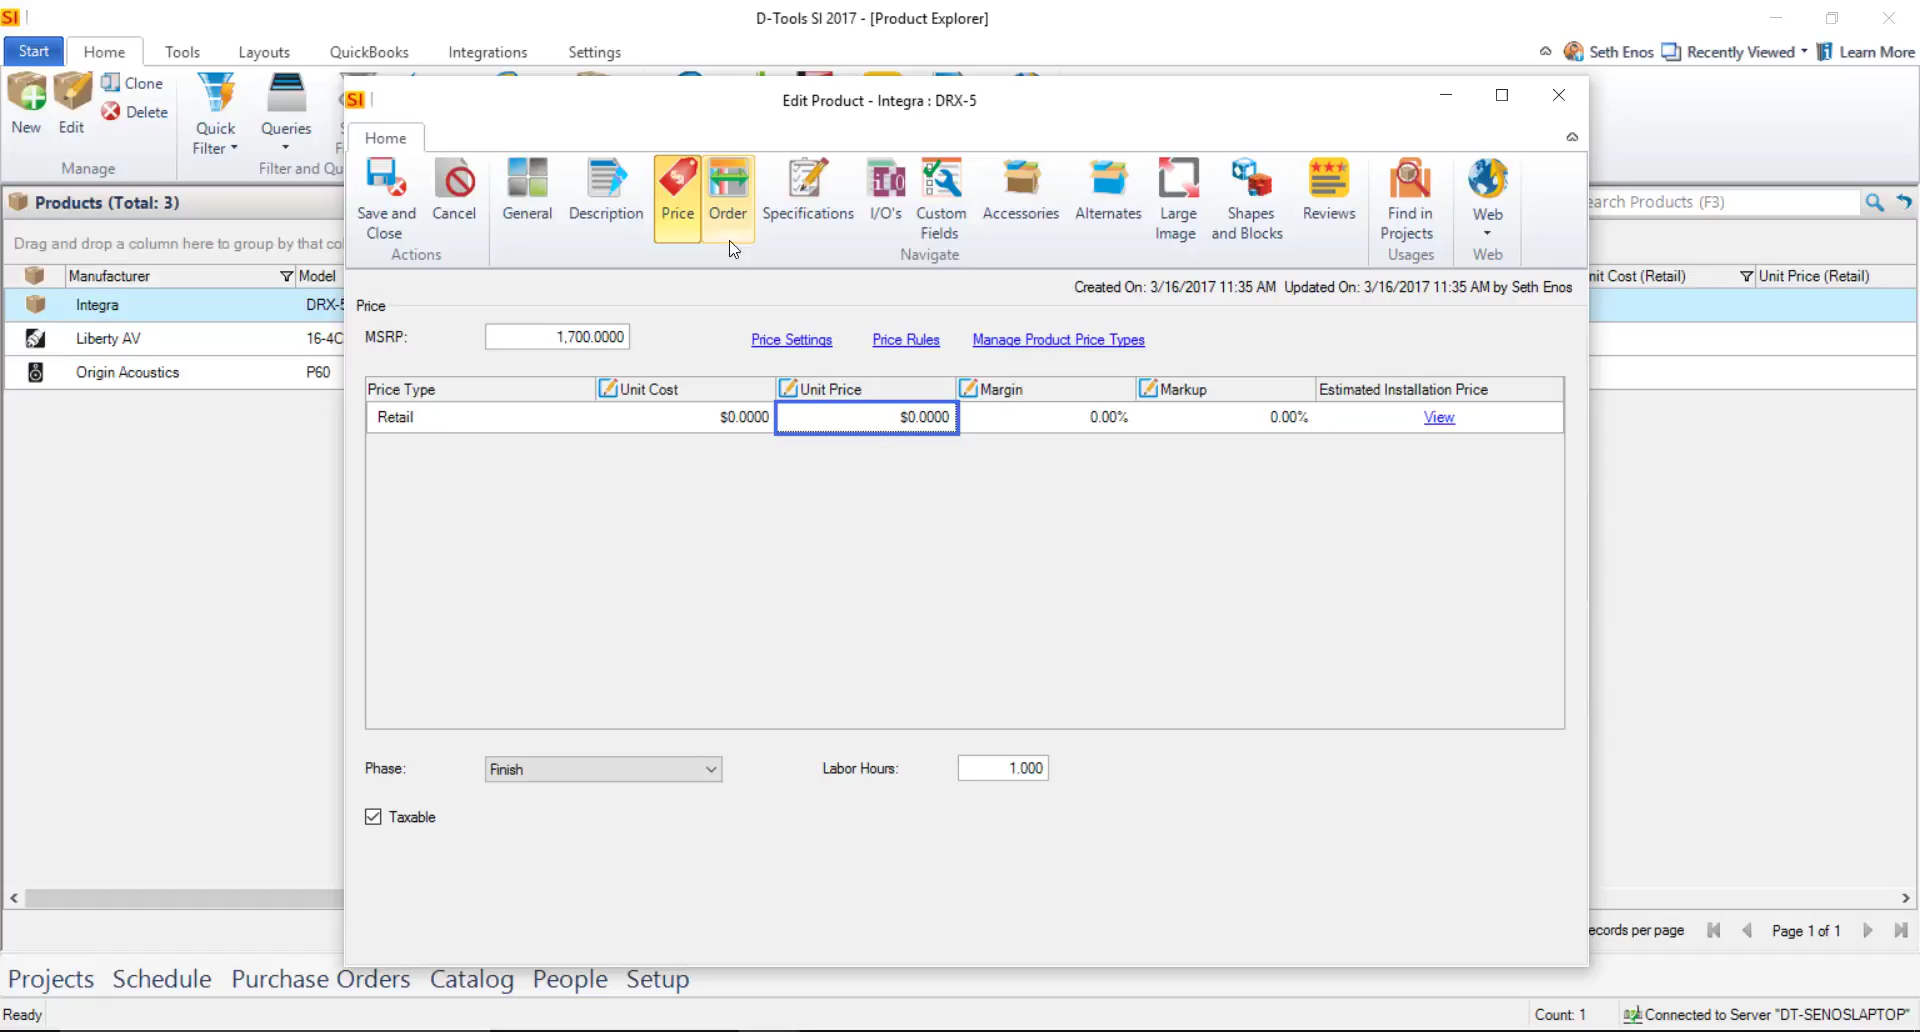 SI
D-Tools SI 2017 - [Product Explorer]
Start
Home
Tools
Layouts
QuickBooks
Integrations
Settings
Seth Enos
Recently Viewed
Learn More
New
Edit
Clone
Delete
Manage
Quick
Filter
Queries
Filter and Qu
SI
Edit Product - Integra : DRX-5
Home
Save and
Close
Cancel
Actions
General
Description
Price
Order
Specifications
I/O's
Custom
Fields
Accessories
Alternates
Large
Image
Shapes
and Blocks
Reviews
Navigate
Find in
Projects
Usages
Web
Web
Products (Total: 3)
earch Products (F3)
Drag and drop a column here to group by that co
Manufacturer
Model
nit Cost (Retail)
Unit Price (Retail)
Integra
DRX-5
Liberty AV
16-4C
Origin Acoustics
P60
Created On: 3/16/2017 11:35 AM Updated On: 3/16/2017 11:35 AM by Seth Enos
Price
MSRP:
1,700.0000
Price Settings
Price Rules
Manage Product Price Types
Price Type
Unit Cost
Unit Price
Margin
Markup
Estimated Installation Price
Retail
$0.0000
$0.0000
0.00%
0.00%
View
Phase:
Finish
Labor Hours:
1.000
Taxable
ecords per page
Page 1 of 1
Projects
Schedule
Purchase Orders
Catalog
People
Setup
Ready
Count: 1
Connected to Server "DT-SENOSLAPTOP"